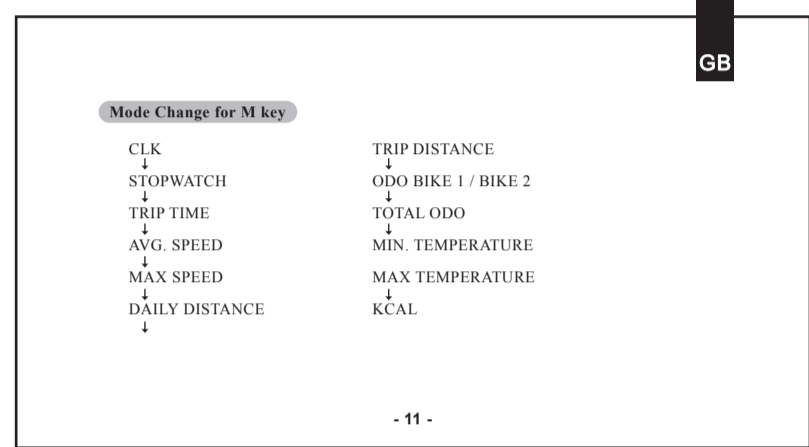 GB
Mode Change for M key
CLK
↓
STOPWATCH
↓
TRIP TIME
↓
AVG. SPEED
↓
MAX SPEED
↓
DAILY DISTANCE
↓
TRIP DISTANCE
↓
ODO BIKE 1 / BIKE 2
↓
TOTAL ODO
↓
MIN. TEMPERATURE
MAX TEMPERATURE
↓
KCAL
- 11 -